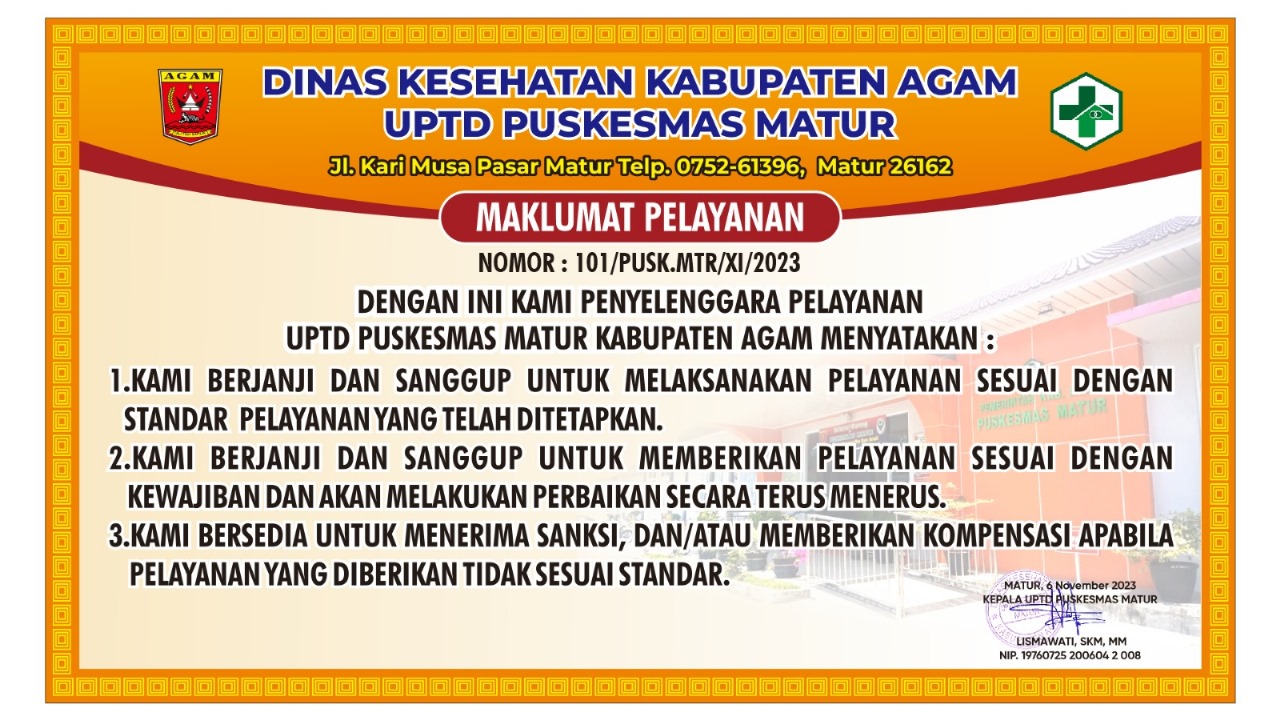 AGAM
DINAS KESEHATAN KABUPATEN AGAM
UPTD PUSKESMAS MATUR
Jl. Kari Musa Pasar Matur Telp. 0752-61396, Matur 26162
MAKLUMAT PELAYANAN
NOMOR : 101/PUSK.MTR/XI/2023
DENGAN INI KAMI PENYELENGGARA PELAYANAN
UPTD PUSKESMAS MATUR KABUPATEN AGAM MENYATAKAN :
1.KAMI BERJANJI DAN SANGGUP UNTUK MELAKSANAKAN PELAYANAN SESUAI DENGAN
STANDAR PELAYANAN YANG TELAH DITETAPKAN.
2.KAMI BERJANJI DAN SANGGUP UNTUK MEMBERIKAN PELAYANAN SESUAI DENGAN
KEWAJIBAN DAN AKAN MELAKUKAN PERBAIKAN SECARA TERUS MENERUS.
3.KAMI BERSEDIA UNTUK MENERIMA SANKSI, DAN/ATAU MEMBERIKAN KOMPENSASI APABILA
PELAYANAN YANG DIBERIKAN TIDAK SESUAI STANDAR.
PUSKESMAS MATUR
MATUR, 6 November 2023
KEPALA UPTD PUSKESMAS MATUR
LISMAWATI, SKM, MM
NIP. 19760725 200604 2 008